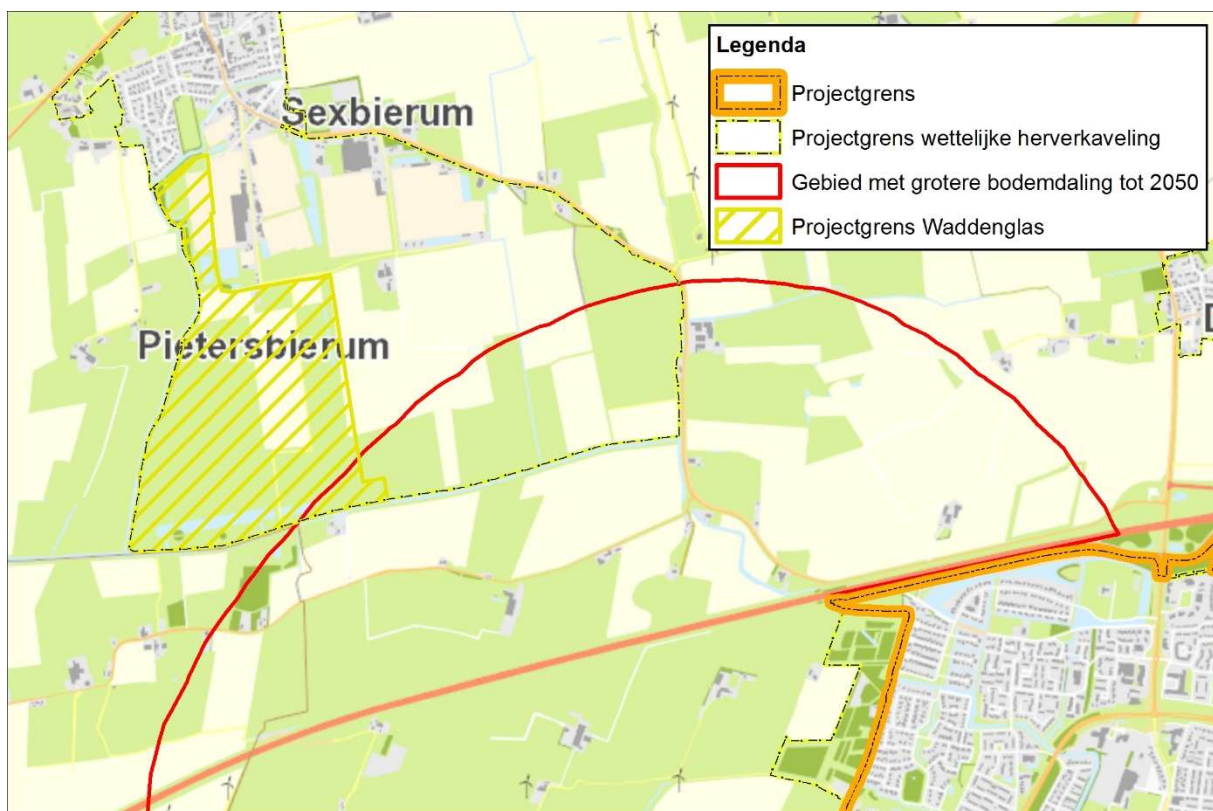 Legenda
Projectgrens
Projectgrens wettelijke herverkaveling
Gebied met grotere bodemdaling tot 2050
Projectgrens Waddenglas
Sexbierum
Pietersbierum
D